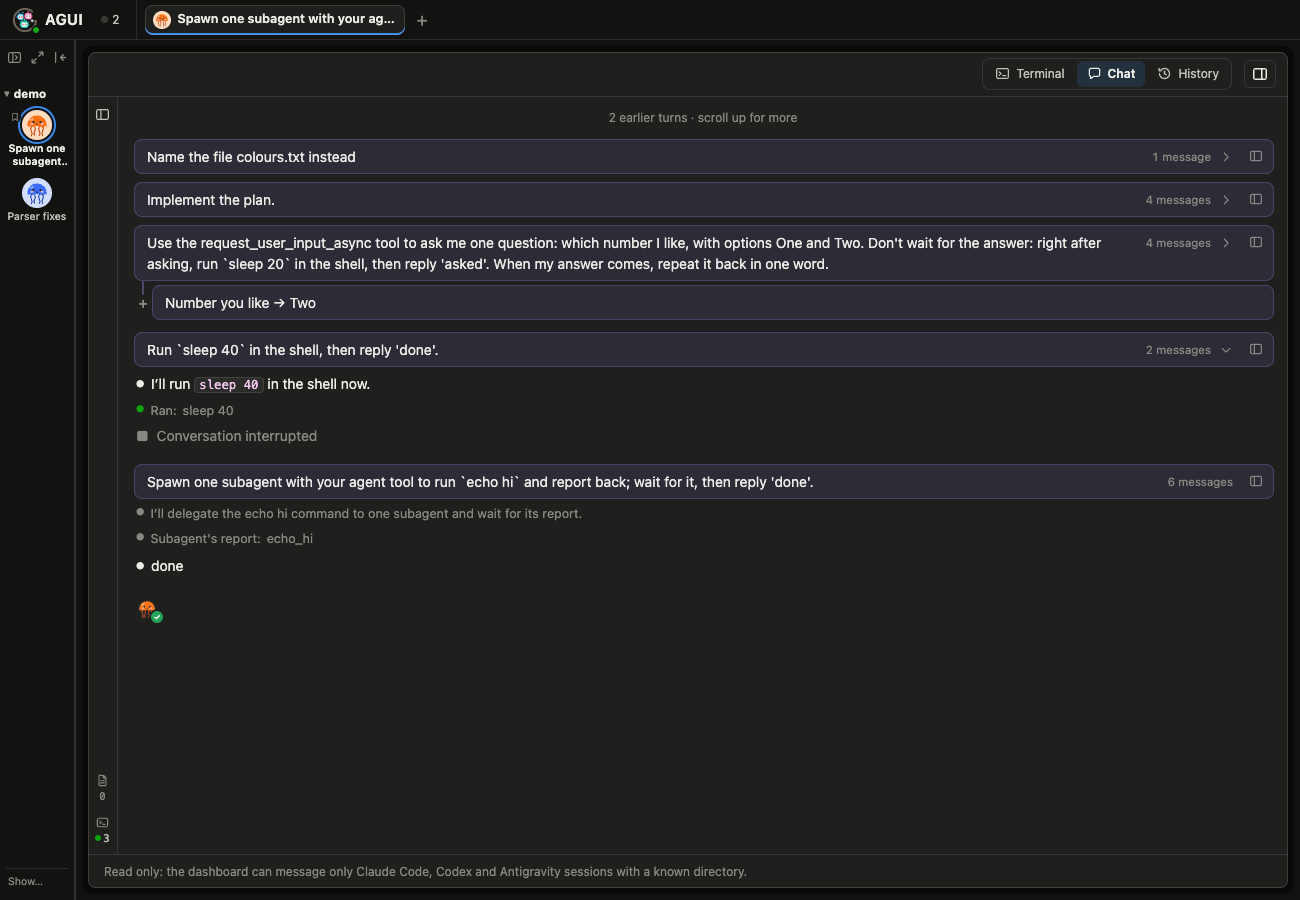 AGUI
2
Spawn one subagent with your ag...
+
Terminal
Chat
History
demo
Spawn one
subagent..
Parser fixes
2 earlier turns · scroll up for more
Name the file colours.txt instead
1 message
Implement the plan.
4 messages
Use the request_user_input_async tool to ask me one question: which number I like, with options One and Two. Don't wait for the answer: right after
asking, run `sleep 20` in the shell, then reply 'asked'. When my answer comes, repeat it back in one word.
4 messages
+
Number you like → Two
Run `sleep 40` in the shell, then reply 'done'.
2 messages
I’ll run sleep 40 in the shell now.
Ran: sleep 40
Conversation interrupted
Spawn one subagent with your agent tool to run `echo hi` and report back; wait for it, then reply 'done'.
6 messages
I’ll delegate the echo hi command to one subagent and wait for its report.
Subagent's report: echo_hi
done
0
3
Show...
Read only: the dashboard can message only Claude Code, Codex and Antigravity sessions with a known directory.